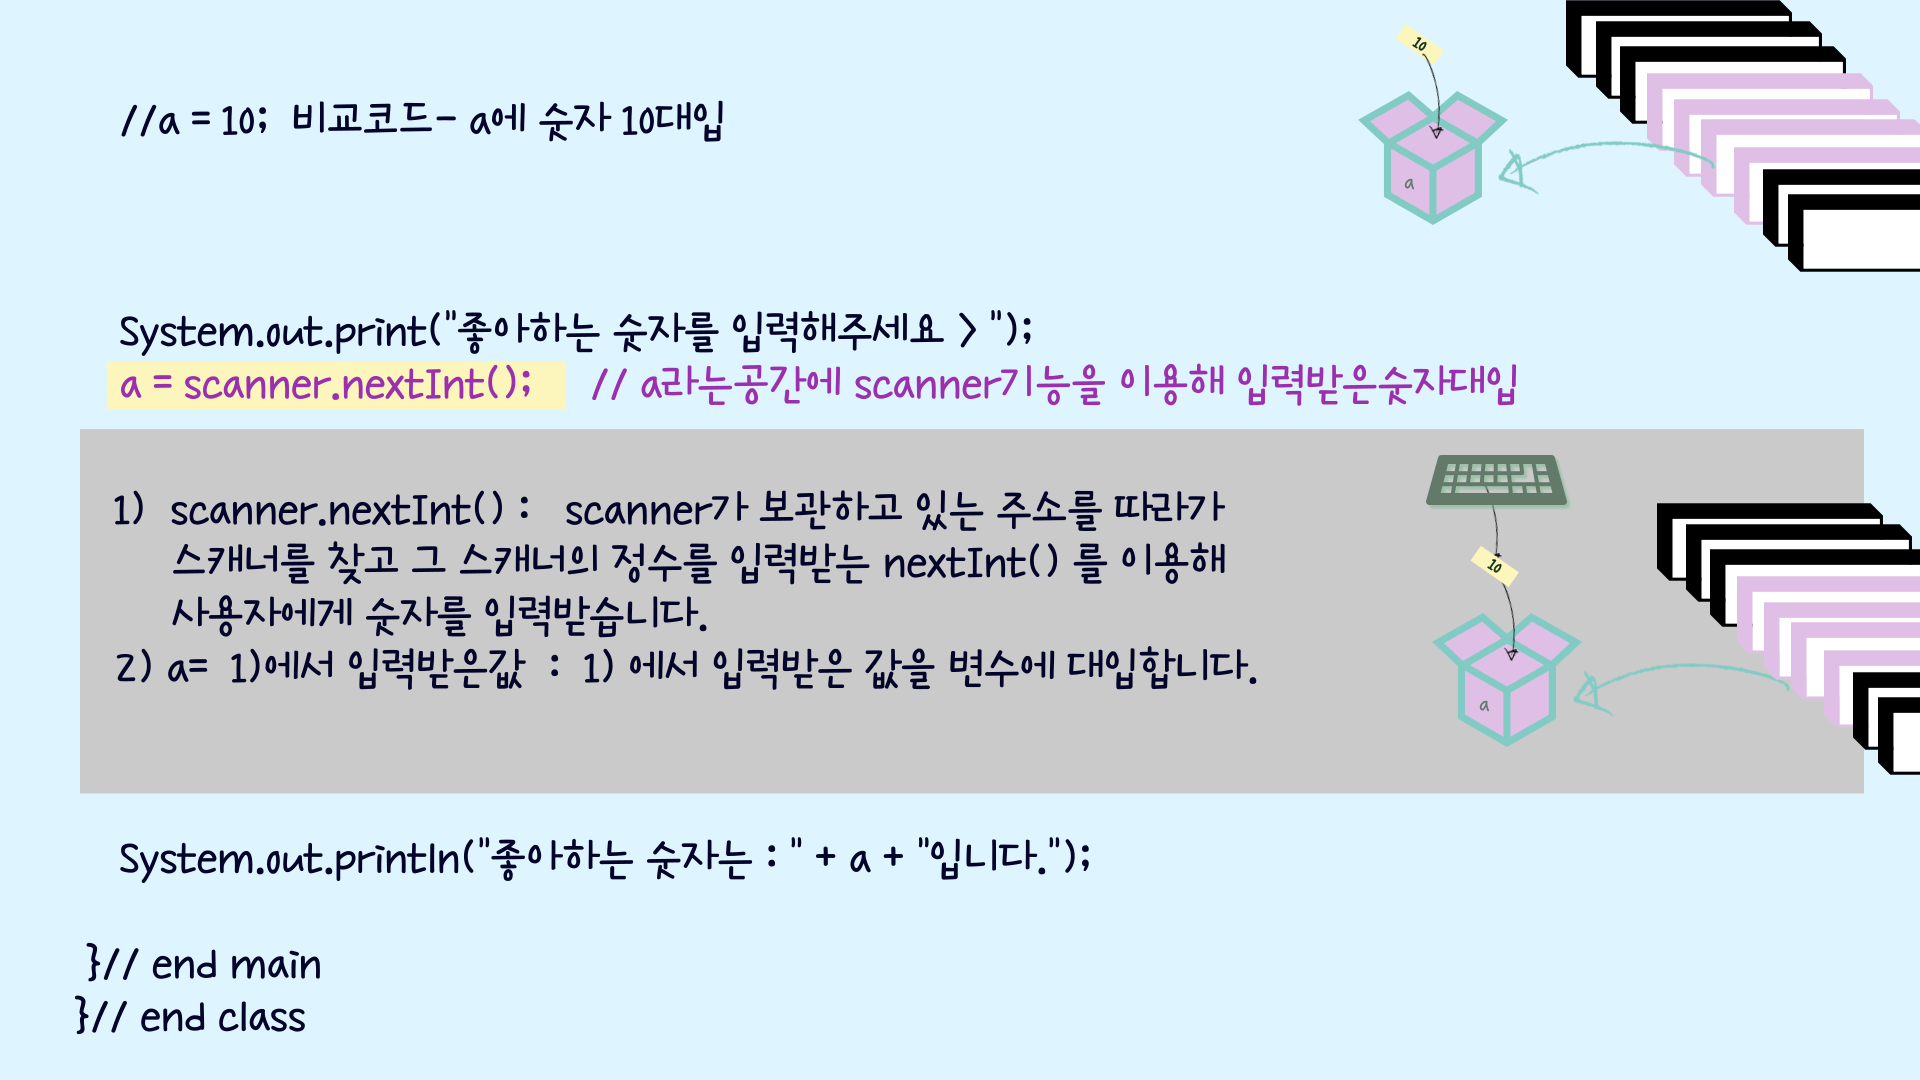 10
//a = 10;  비교코드- a에 숫자 10대입
a
System.out.print("좋아하는 숫자를 입력해주세요 > ");
a = scanner.nextInt();   // a라는공간에 scanner기능을 이용해 입력받은숫자대입
1)  scanner.nextInt() :  scanner가 보관하고 있는 주소를 따라가
스캐너를 찾고 그 스캐너의 정수를 입력받는 nextInt() 를 이용해
10
사용자에게 숫자를 입력받습니다.
2) a=  1)에서 입력받은값  :  1) 에서 입력받은 값을 변수에 대입합니다.
a
System.out.println("좋아하는 숫자는 : " + a + "입니다.");
}// end main
}// end class